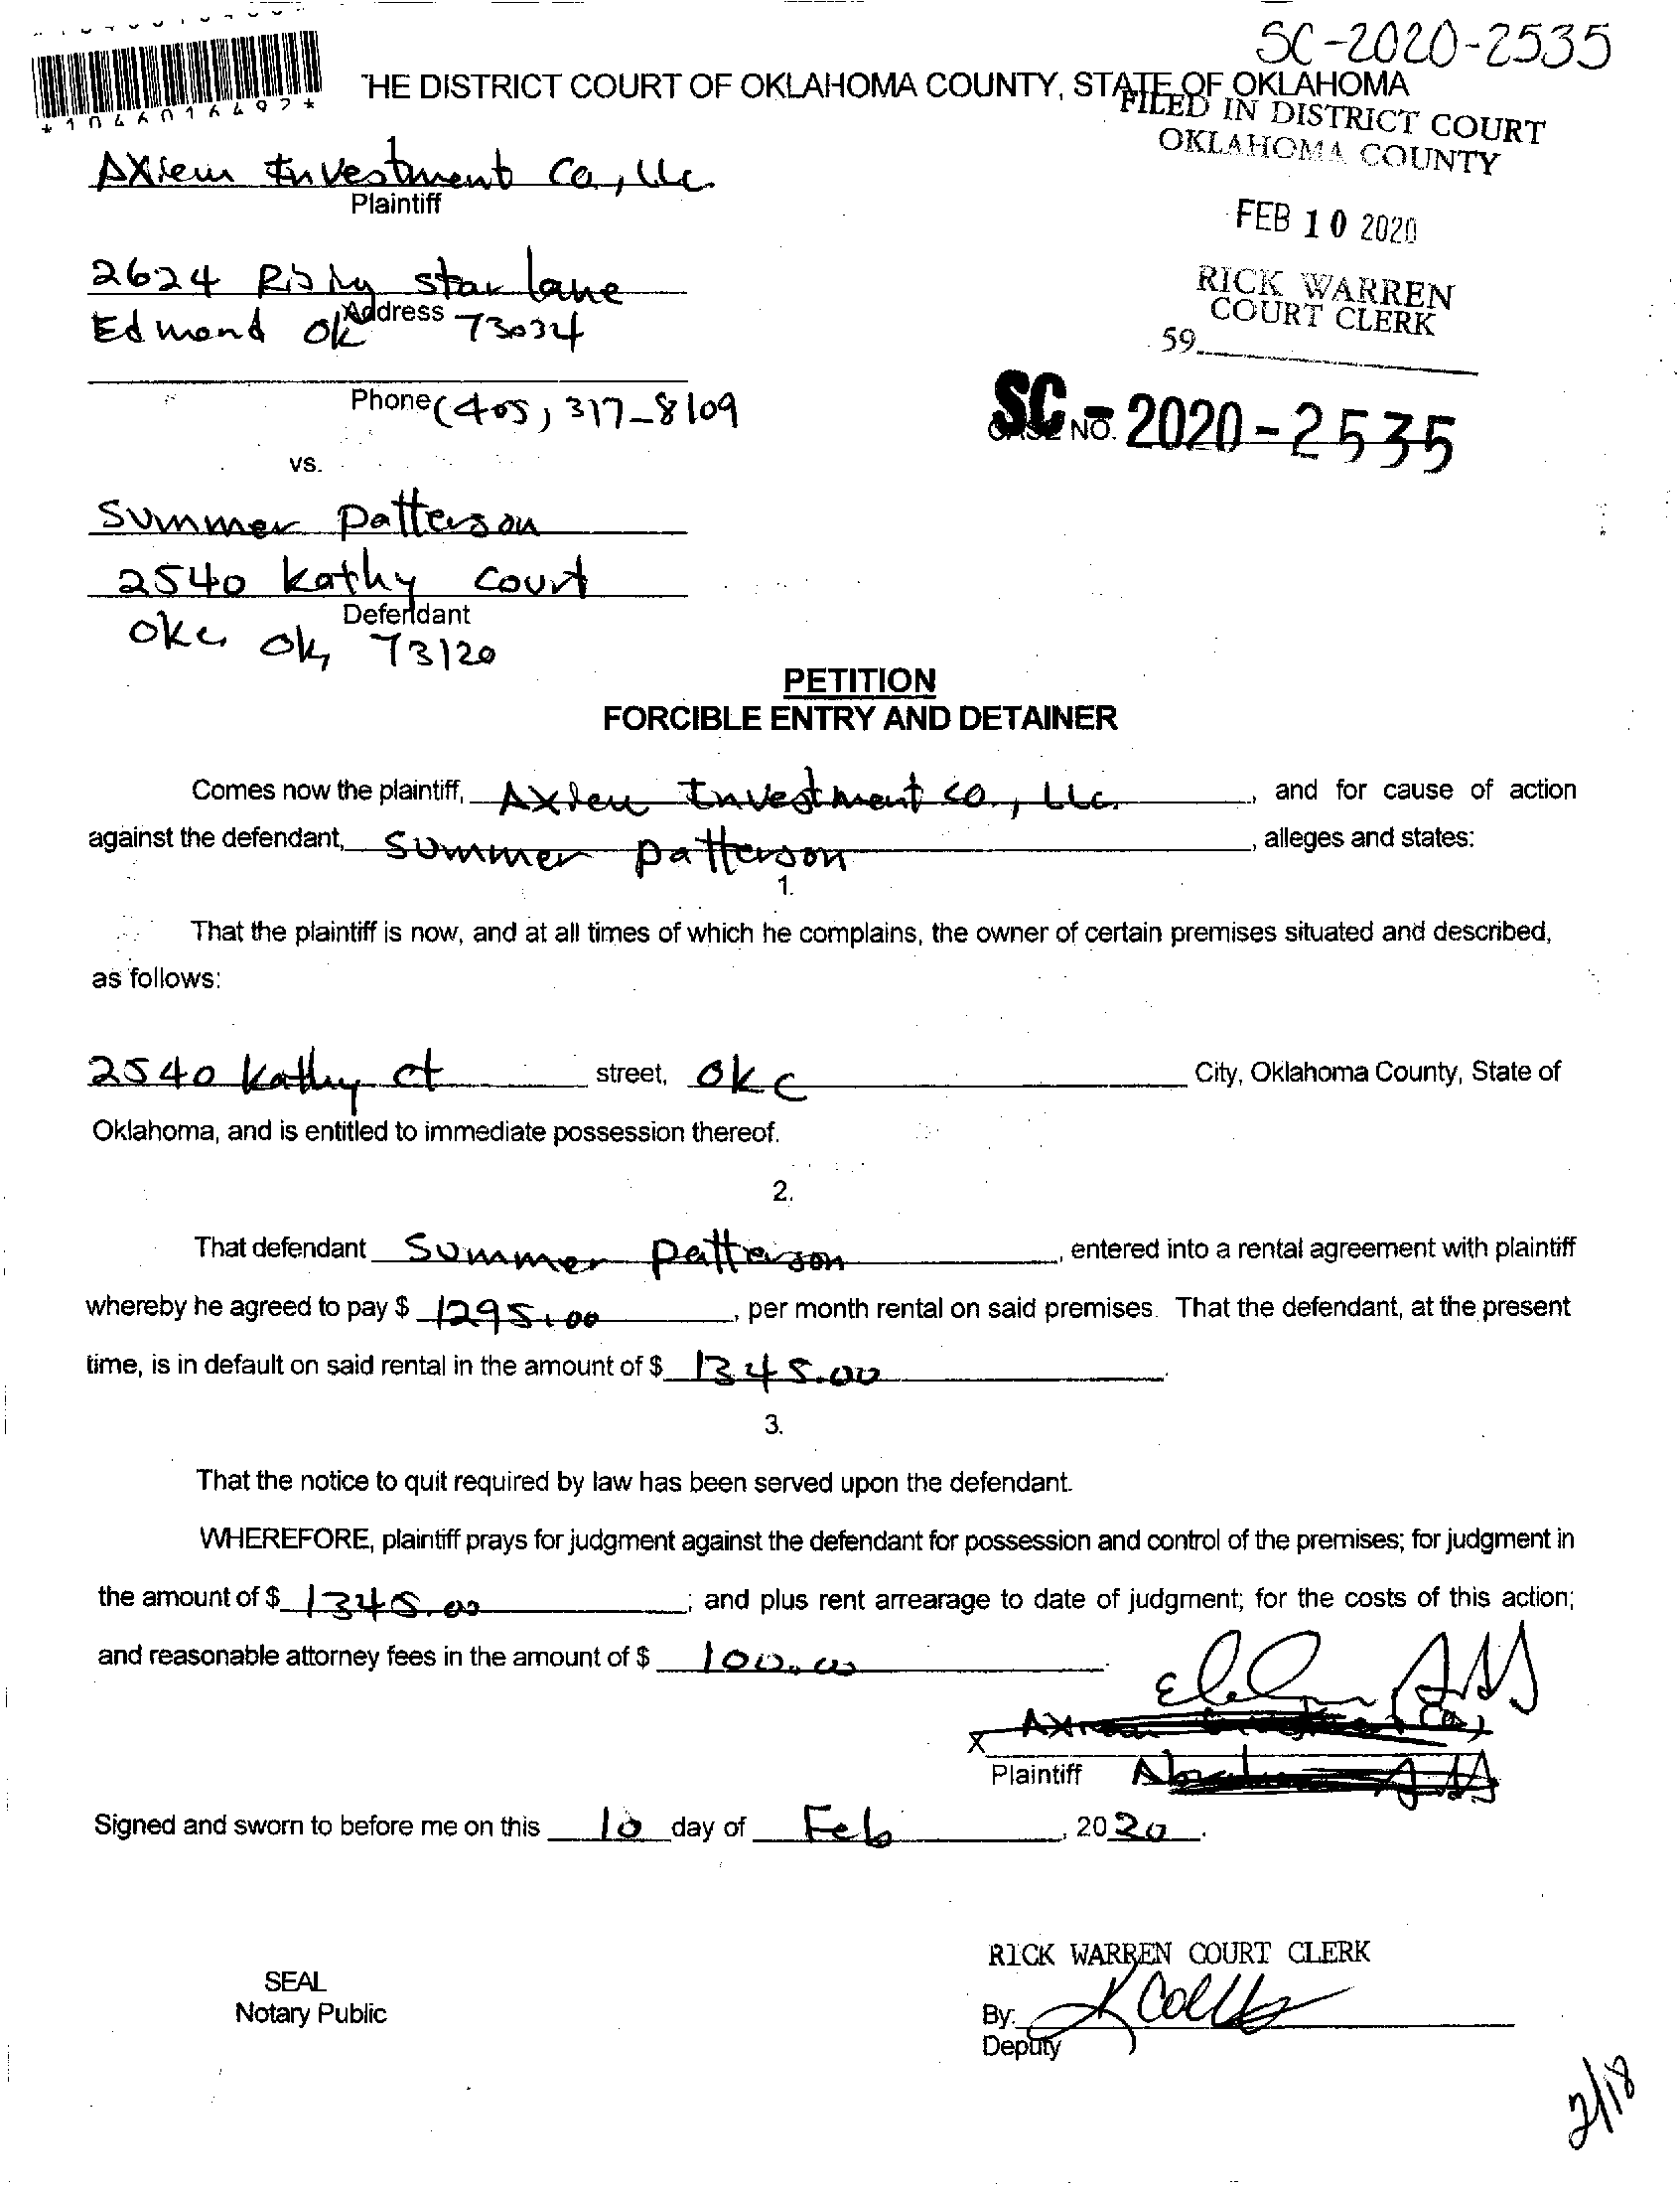 SC-2020-2535
THE DISTRICT COURT OF OKLAHOMA COUNTY, STATE OF OKLAHOMA
FILED IN DISTRICT COURT
OKLAHOMA COUNTY
FEB 10 2020
RICK WARREN
COURT CLERK
59
Investment Co, LLc.
Plaintiff
2624 Rising Star lane
Address
Edmond OK 73034
Phone (405) 317-8109
SC-2020-2535
CASE NO.
vs.
Summer Patterson
2540 Kathy Court
Defendant
OKC OK, 73120
PETITION
FORCIBLE ENTRY AND DETAINER
Comes now the plaintiff, Investment Co, LLc., and for cause of action
against the defendant, Summer Patterson, alleges and states:
1.
That the plaintiff is now, and at all times of which he complains, the owner of certain premises situated and described,
as follows:
2540 Kathy ct street, OKC City, Oklahoma County, State of
Oklahoma, and is entitled to immediate possession thereof.
2.
That defendant Summer Patterson, entered into a rental agreement with plaintiff
whereby he agreed to pay $ 1295.00, per month rental on said premises. That the defendant, at the present
time, is in default on said rental in the amount of $ 1345.00.
3.
That the notice to quit required by law has been served upon the defendant.
WHEREFORE, plaintiff prays for judgment against the defendant for possession and control of the premises; for judgment in
the amount of $ 1345.00; and plus rent arrearage to date of judgment; for the costs of this action;
and reasonable attorney fees in the amount of $ 100.00.
X
Plaintiff
Signed and sworn to before me on this 10 day of Feb, 2020.
RICK WARREN COURT CLERK
SEAL
Notary Public
By:
Deputy
2/18